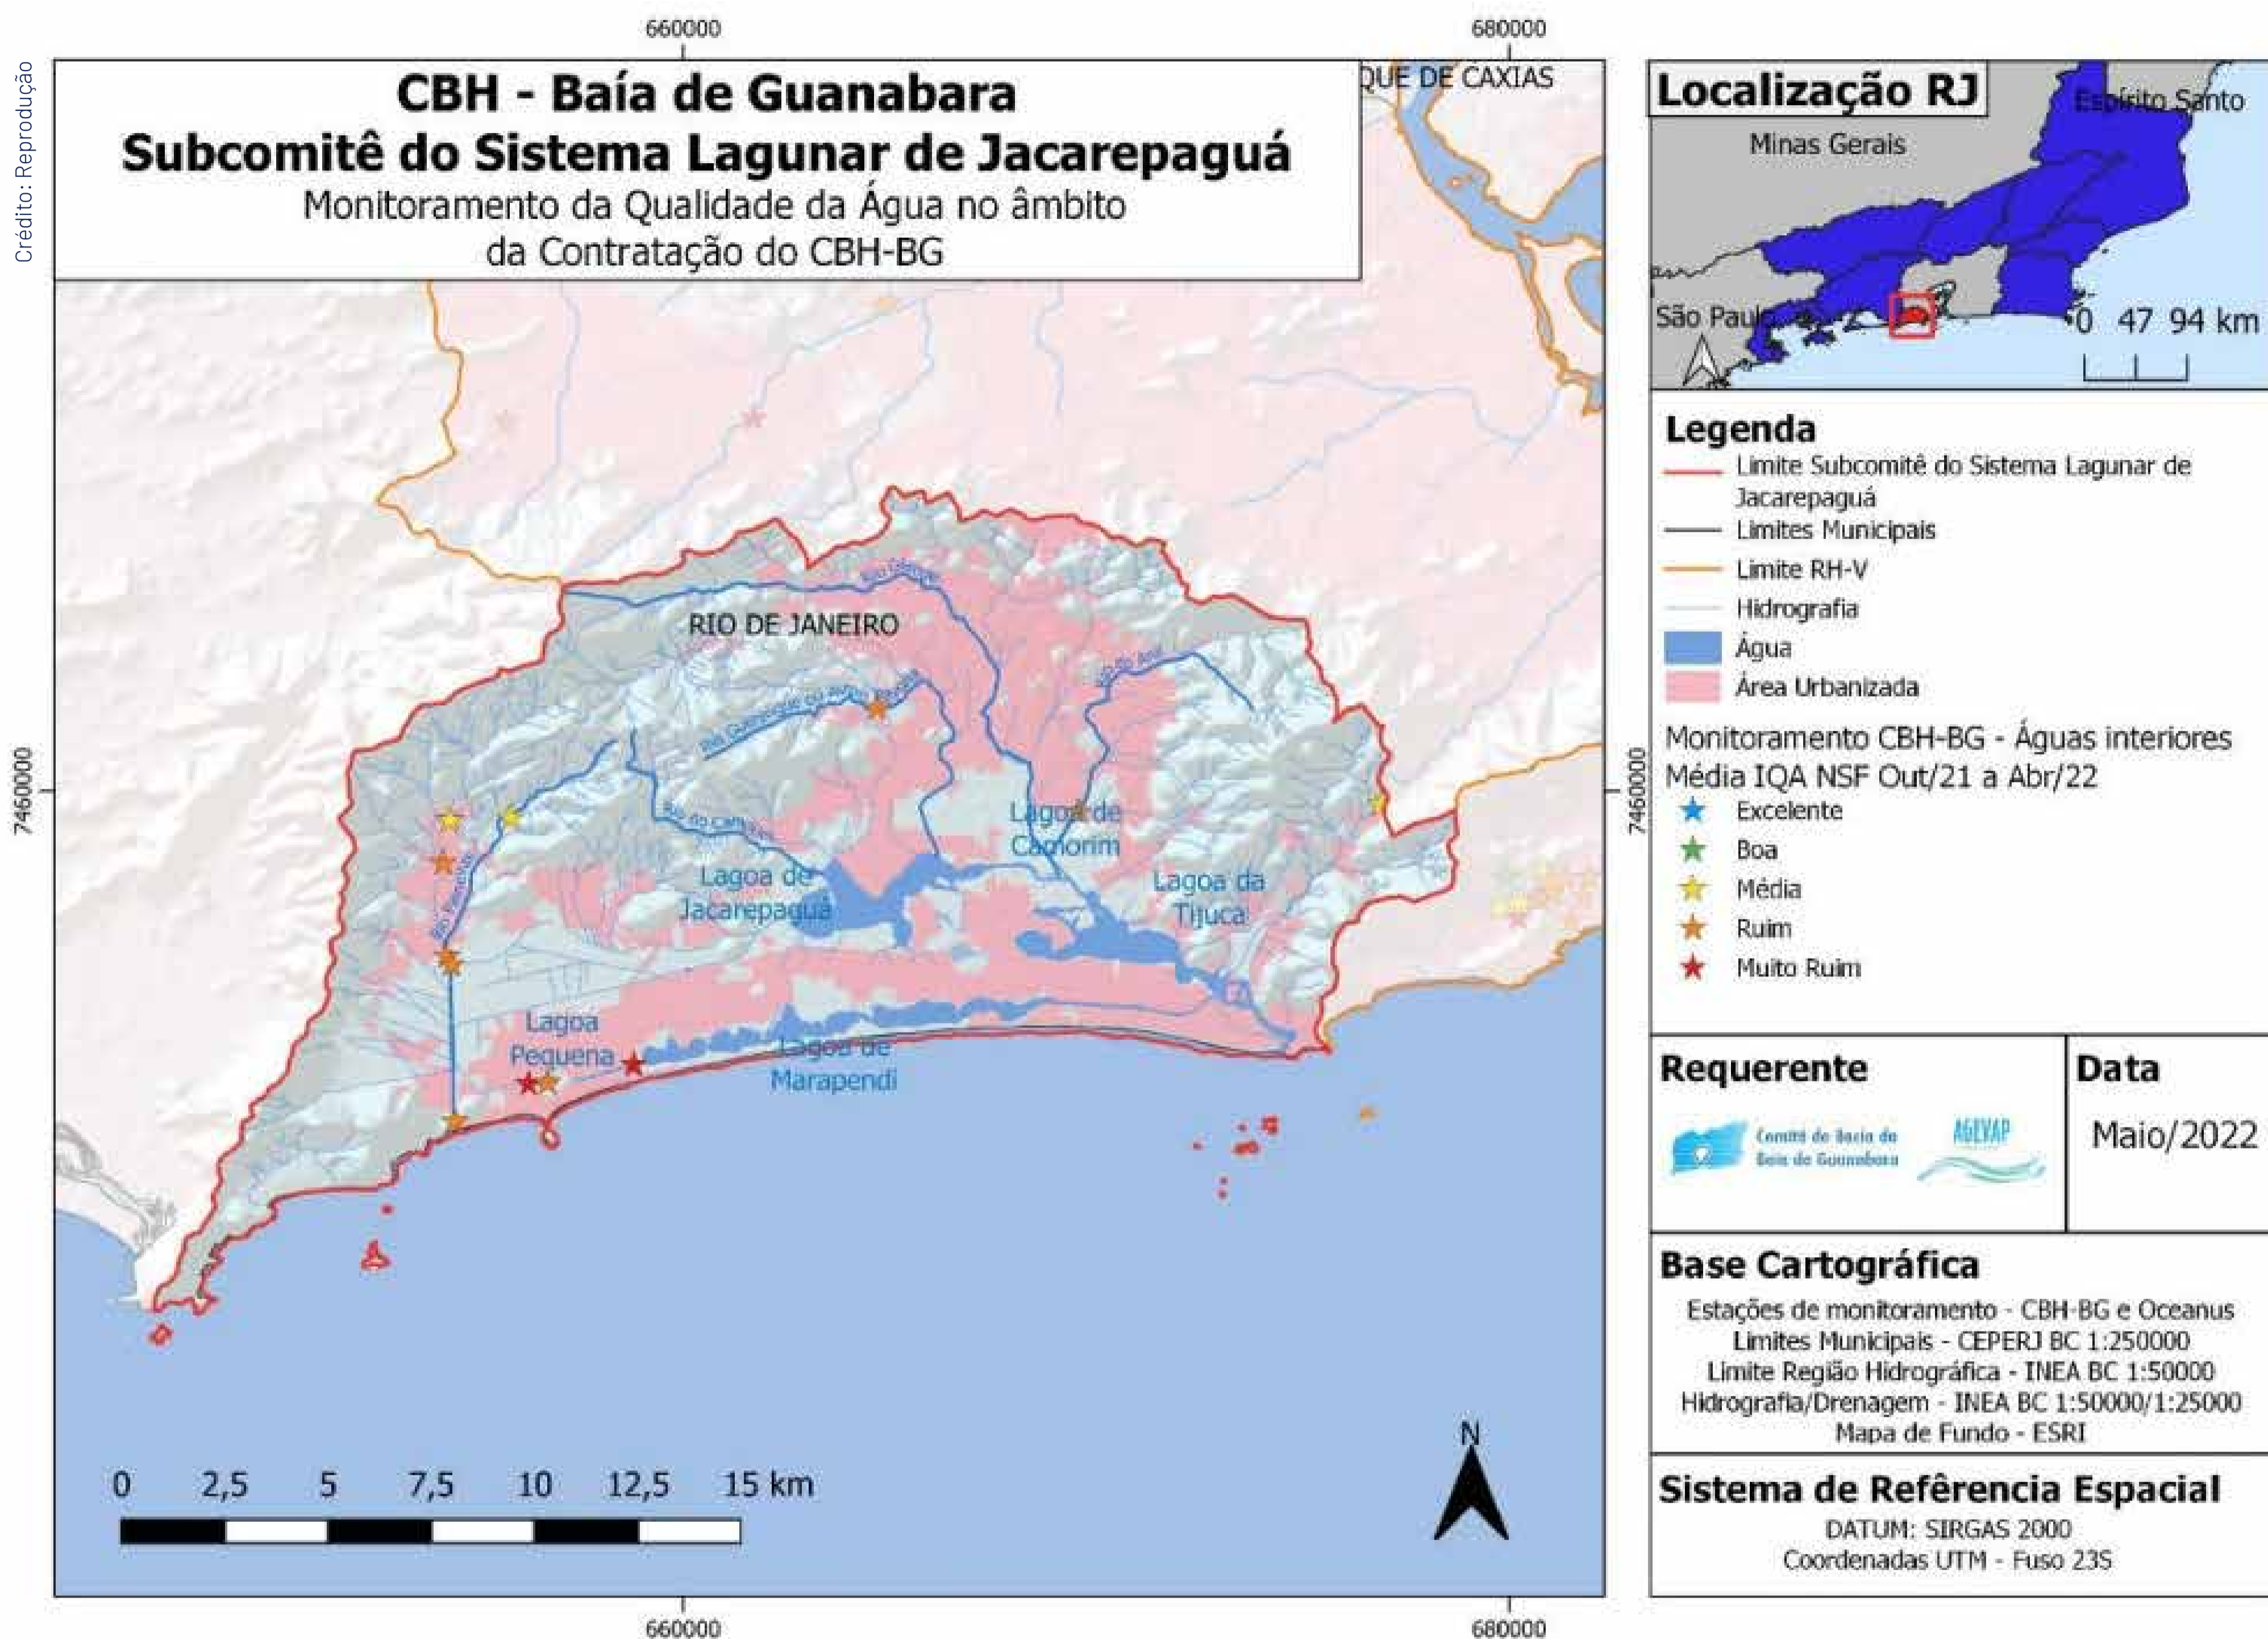 Crédito: Reprodução
660000
680000
CBH - Baía de Guanabara
Subcomitê do Sistema Lagunar de Jacarepaguá
Monitoramento da Qualidade da Água no âmbito
da Contratação do CBH-BG
QUE DE CAXIAS
RIO DE JANEIRO
7460000
7460000
Rio do Camorim
Lagoa de
Camorim
Lagoa de
Jacarepaguá
Lagoa da
Tijuca
Lagoa
Pequena
Lagoa de
Marapendi
0 2,5 5 7,5 10 12,5 15 km
N
660000
680000
Localização RJ
Espírito Santo
Minas Gerais
São Paulo
0 47 94 km
Legenda
Limite Subcomitê do Sistema Lagunar de
Jacarepaguá
Limites Municipais
Limite RH-V
Hidrografia
Água
Área Urbanizada
Monitoramento CBH-BG - Águas interiores
Média IQA NSF Out/21 a Abr/22
Excelente
Boa
Média
Ruim
Muito Ruim
Requerente
Comitê de Bacia da
Baía de Guanabara
AGEVAP
Data
Maio/2022
Base Cartográfica
Estações de monitoramento - CBH-BG e Oceanus
Limites Municipais - CEPERJ BC 1:250000
Limite Região Hidrográfica - INEA BC 1:50000
Hidrografia/Drenagem - INEA BC 1:50000/1:25000
Mapa de Fundo - ESRI
Sistema de Refêrencia Espacial
DATUM: SIRGAS 2000
Coordenadas UTM - Fuso 23S